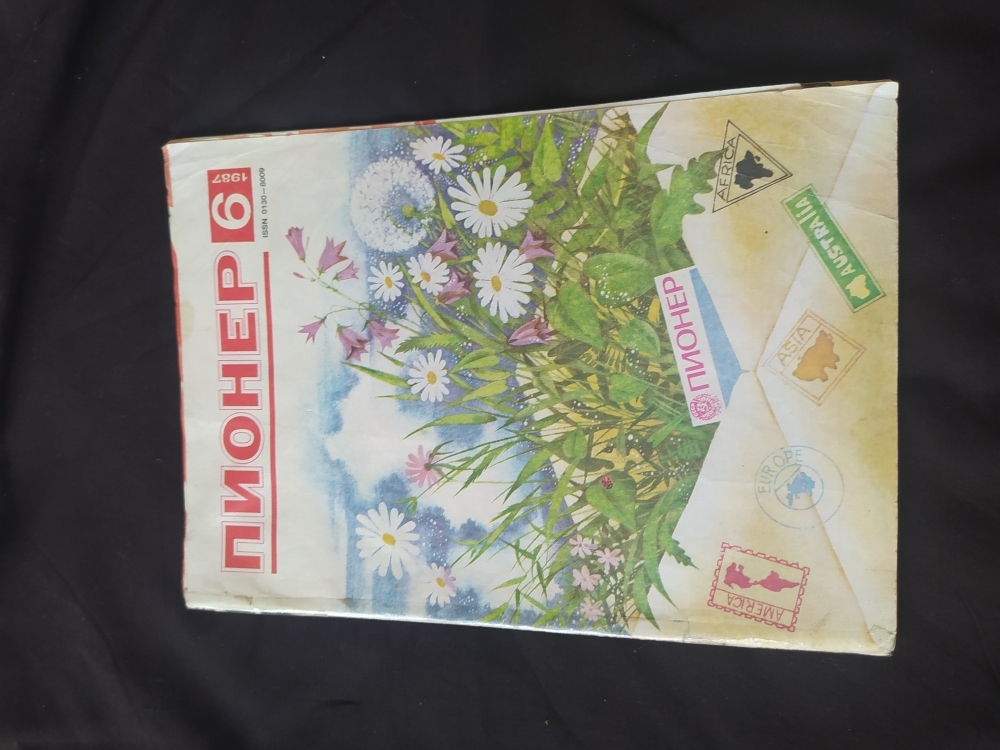 ПИОНЕР 6
1987
ISSN 0130—8009
ПИОНЕР
AMERICA
EUROPE
ASIA
AUSTRALIA
AFRICA